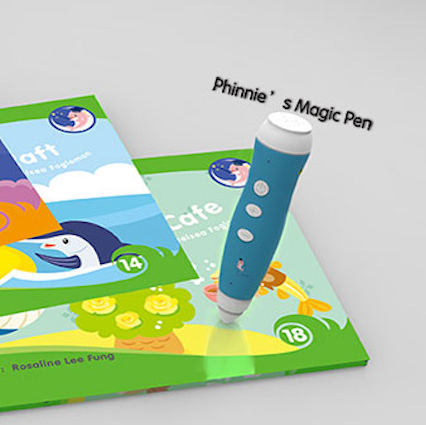 Phinnie’ s Magic Pen
aft
Cafe
14
18
: Rosaline Lee Fung